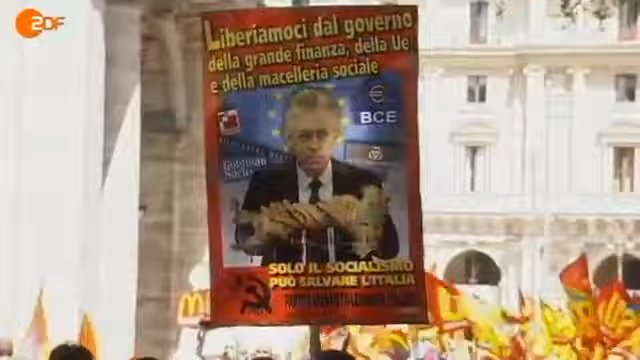 ZDF
Liberiamoci dal governo
della grande finanza, della Ue
e della macelleria sociale
€
BCE
Goldman
Sachs
SOLO IL SOCIALISMO
PUÒ SALVARE L'ITALIA